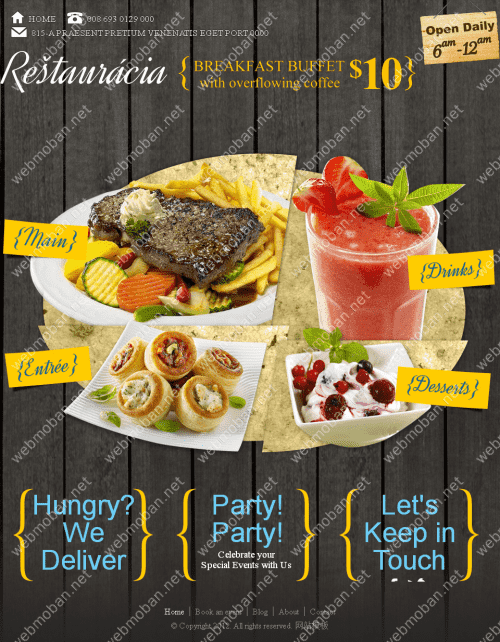 HOME 808 693 0129 000
815-A PRAESENT PRETIUM VENENATIS EGET PORT.0000
Open Daily
6am -12am
Reštaurácia
{BREAKFAST BUFFET $10}
with overflowing coffee
{Main}
{Drinks}
{Entrée}
{Desserts}
{Hungry? We Deliver}
{Party! Party!
Celebrate your
Special Events with Us}
{Let's Keep in Touch}
Home | Book an event | Blog | About | Contact
© Copyright 2012. All rights reserved.
webmoban.net